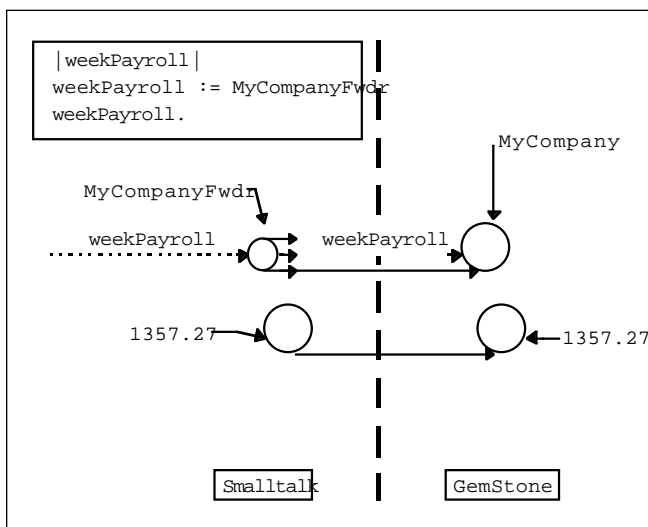 |weekPayroll|
weekPayroll := MyCompanyFwdr
weekPayroll.
MyCompany
MyCompanyFwdr
weekPayroll weekPayroll
1357.27 1357.27
Smalltalk GemStone